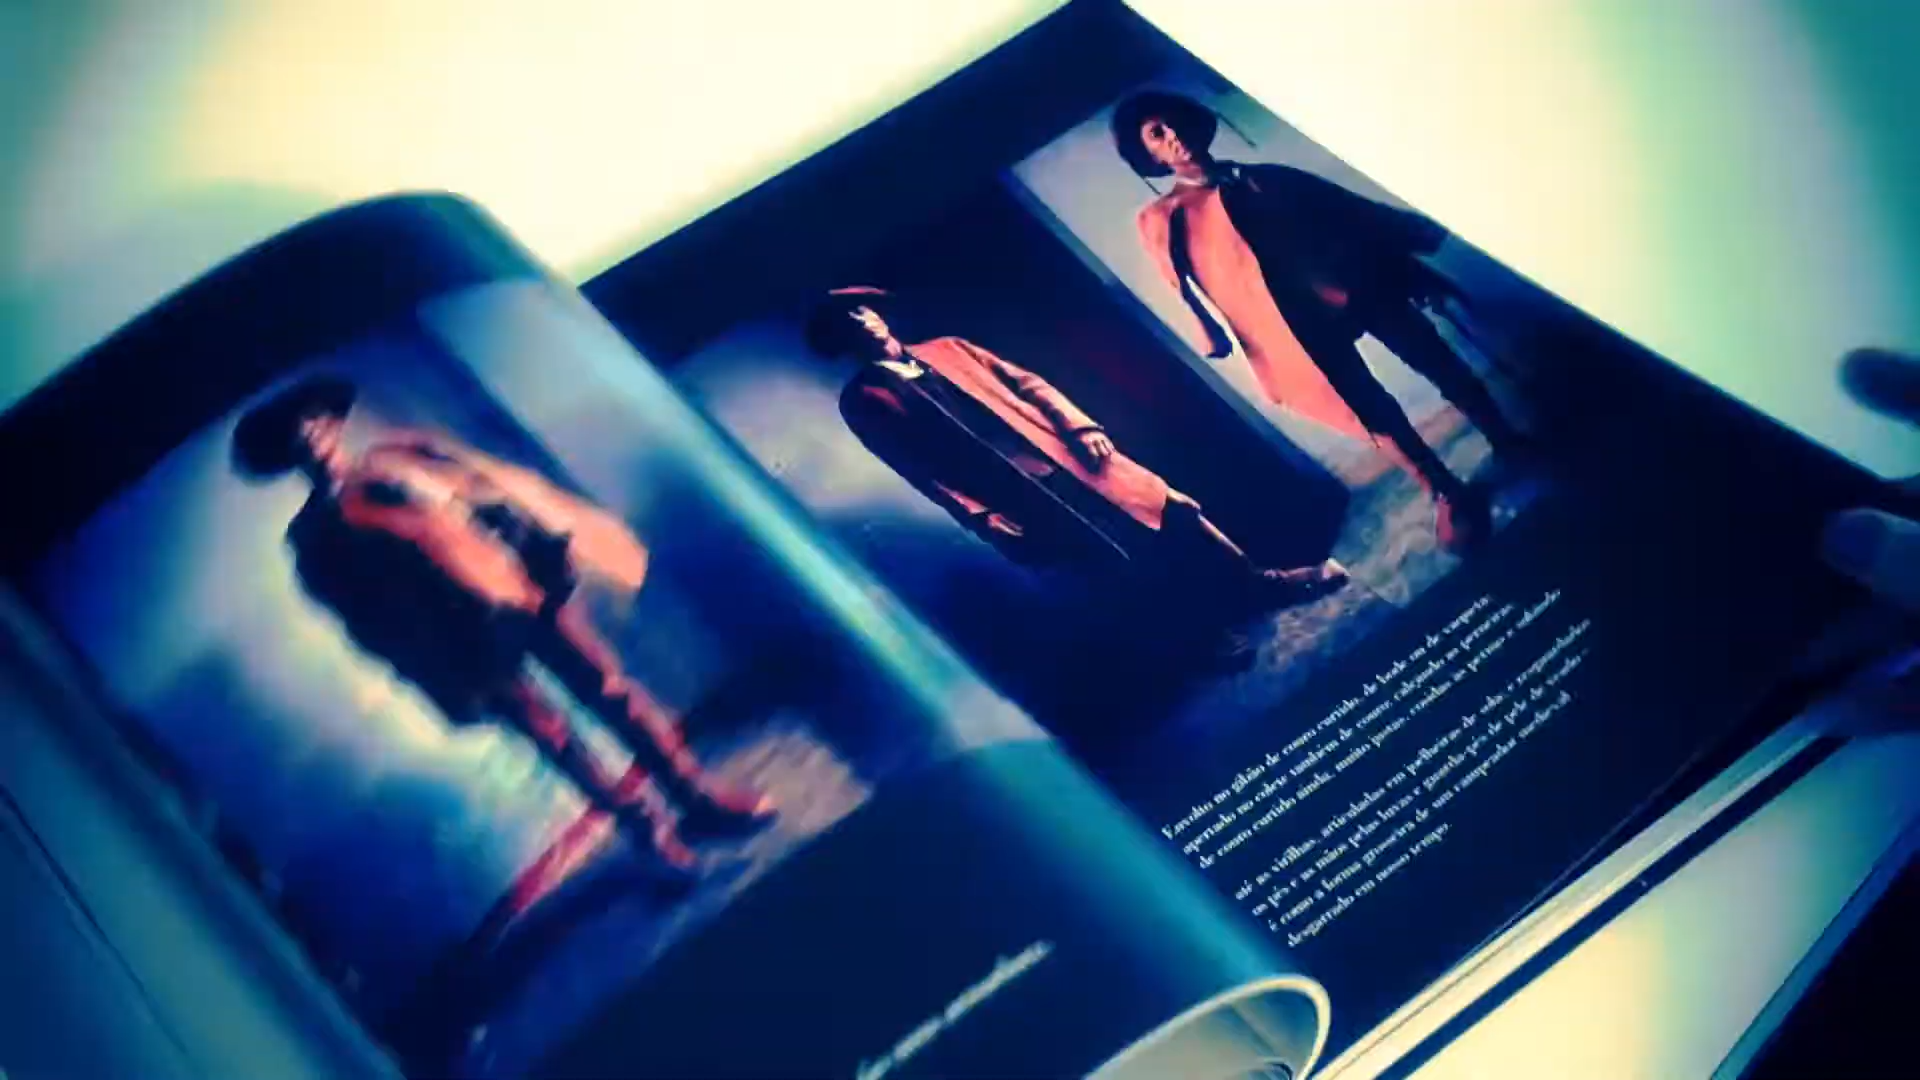 Envolto no gibão de couro curtido, de bode ou de vaqueta;
apertado no colete também de couro; calçando as perneiras,
de couro curtido ainda, muito justas, cosidas às pernas e subindo
até as virilhas, articuladas em joelheiras de sola; e resguardados
os pés e as mãos pelas luvas e guarda-pés de pele de veado –
é como a forma grosseira de um campeador medieval
desgarrado em nosso tempo.